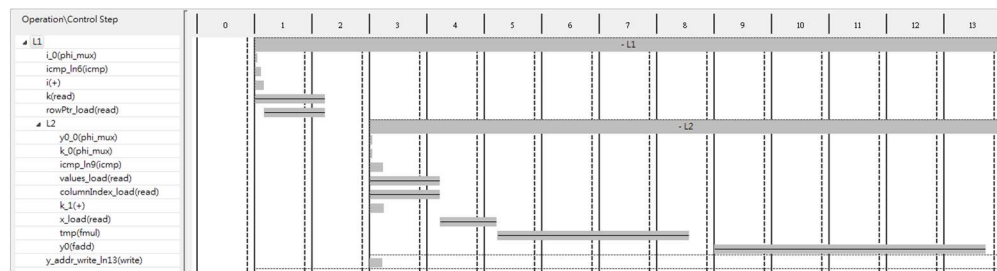 Operation\Control Step 0 1 2 3 4 5 6 7 8 9 10 11 12 13
L1 - L1
i_0(phi_mux)
icmp_ln6(icmp)
i(+)
k(read)
rowPtr_load(read)
L2 - L2
y0_0(phi_mux)
k_0(phi_mux)
icmp_ln9(icmp)
values_load(read)
columnIndex_load(read)
k_1(+)
x_load(read)
tmp(fmul)
y0(fadd)
y_addr_write_ln13(write)